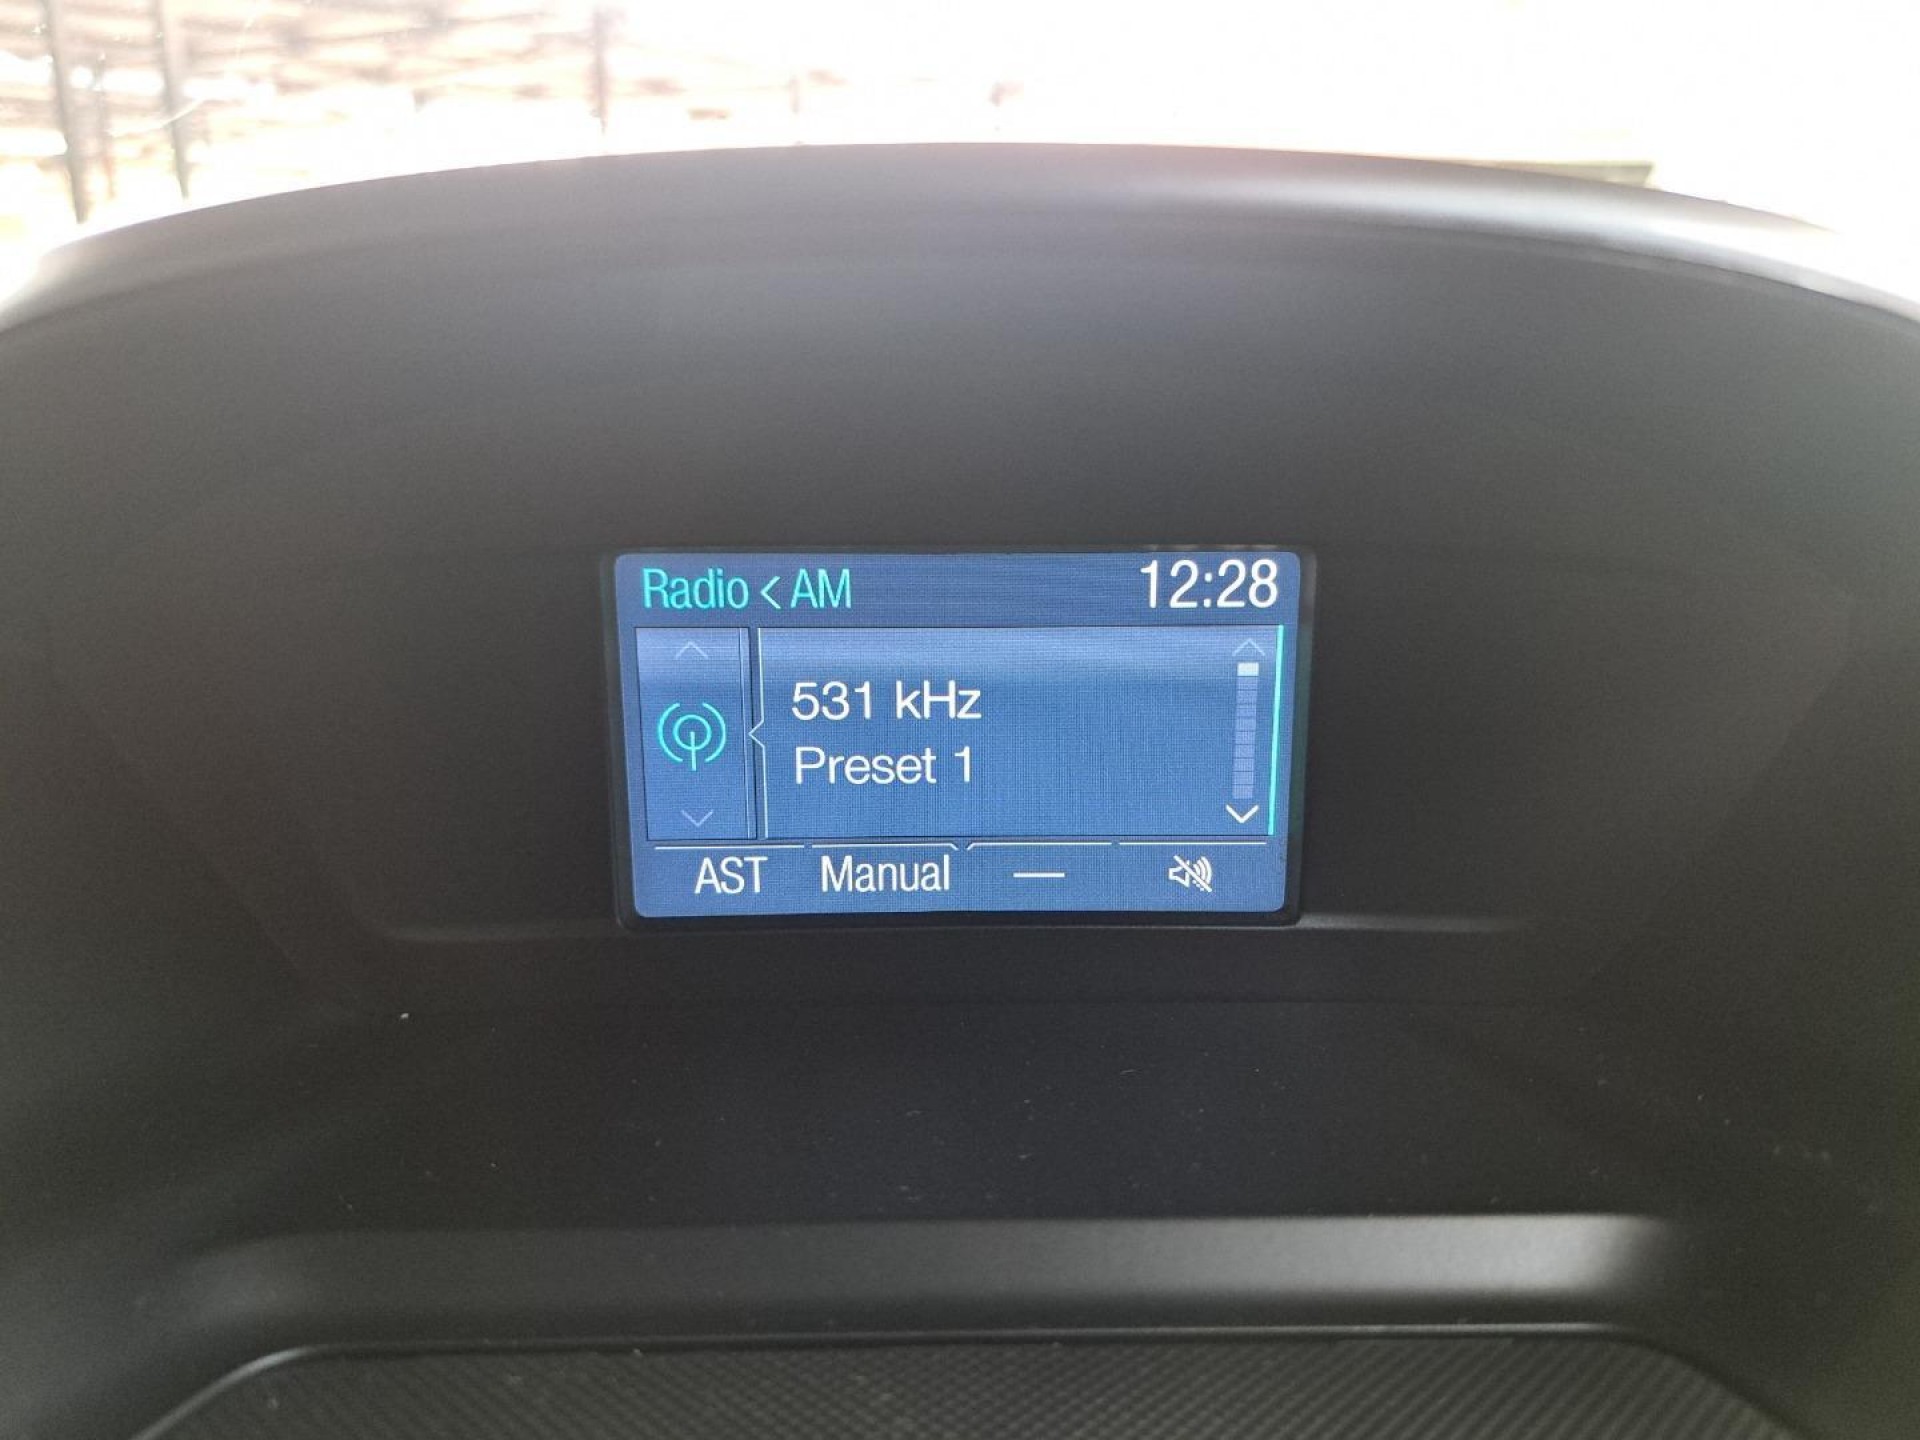 Radio < AM 12:28
531 kHz
Preset 1
AST Manual —